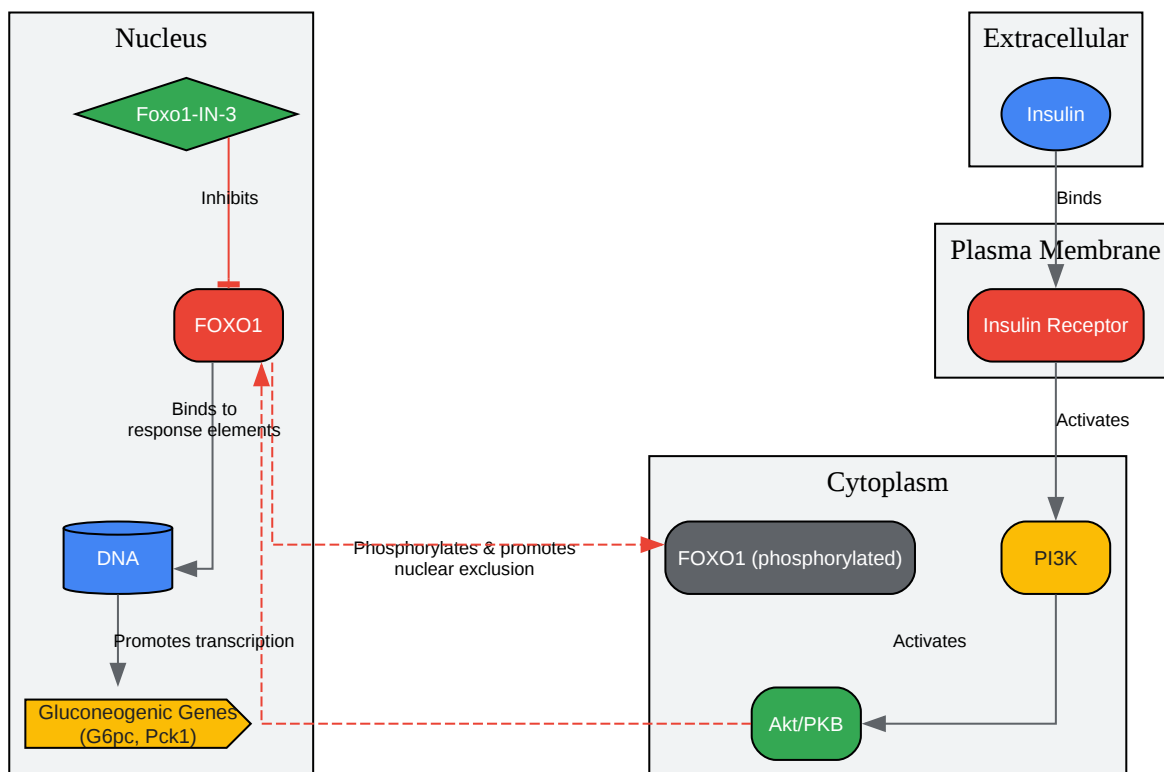 Nucleus
Extracellular
Foxo1-IN-3
Insulin
Inhibits
Binds
Plasma Membrane
FOXO1
Insulin Receptor
Binds to
response elements
Activates
Cytoplasm
DNA
Phosphorylates & promotes
nuclear exclusion
FOXO1 (phosphorylated)
PI3K
Promotes transcription
Activates
Gluconeogenic Genes
(G6pc, Pck1)
Akt/PKB